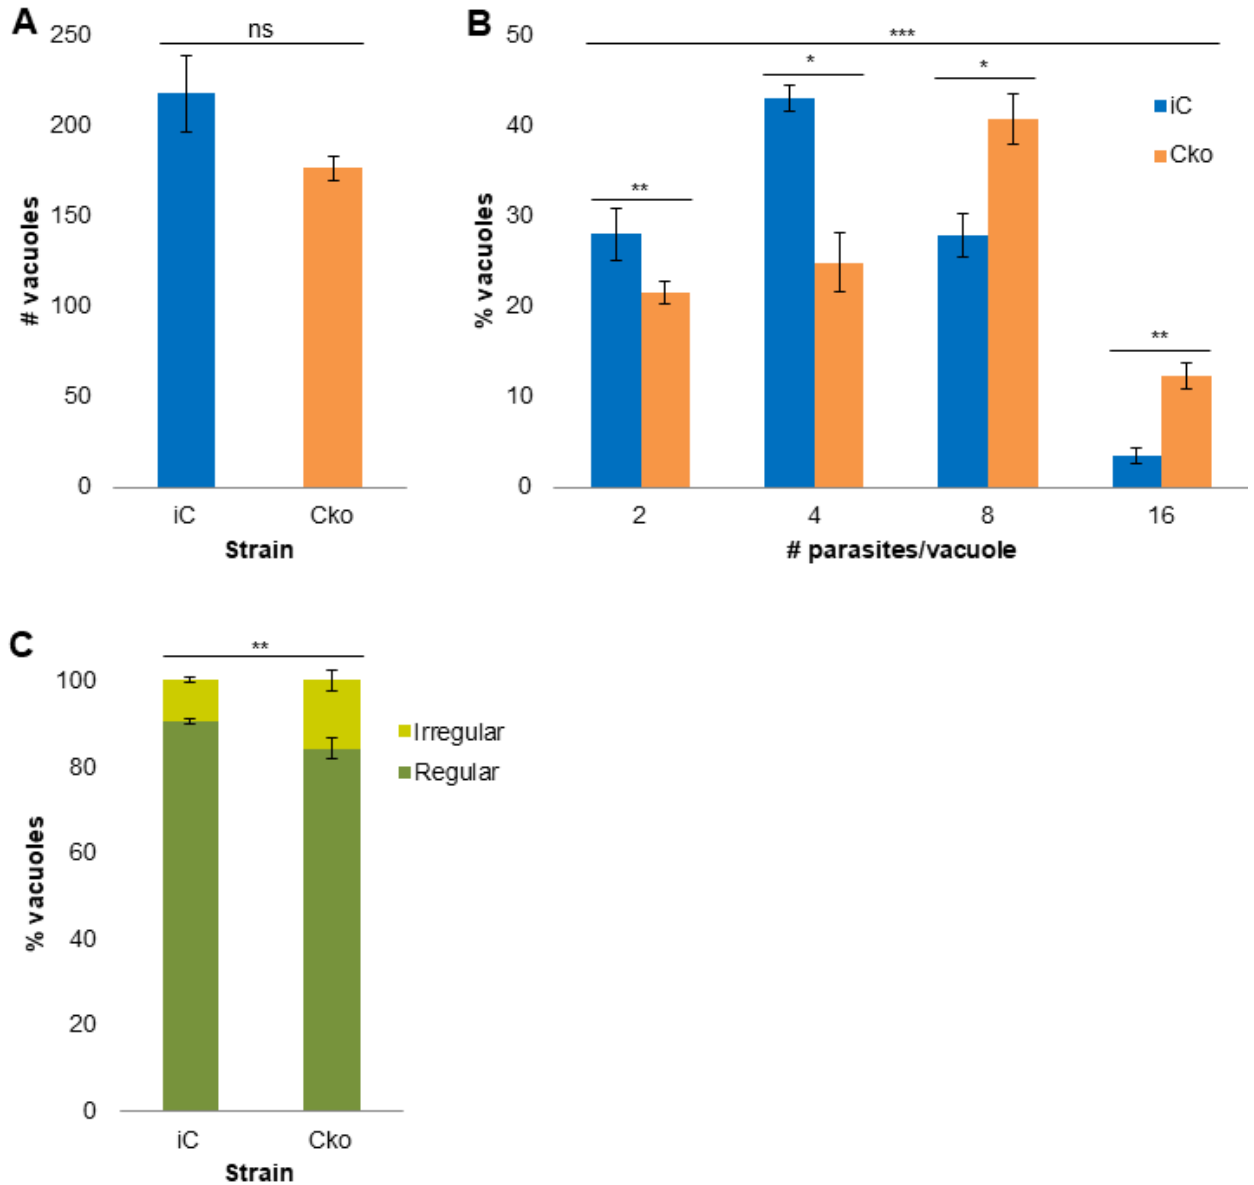 A
250
200
150
100
50
0
# vacuoles
ns
iC
Cko
Strain
B
50
40
30
20
10
0
% vacuoles
***
**
*
*
**
iC
Cko
2
4
8
16
# parasites/vacuole
C
100
80
60
40
20
0
% vacuoles
**
Irregular
Regular
iC
Cko
Strain